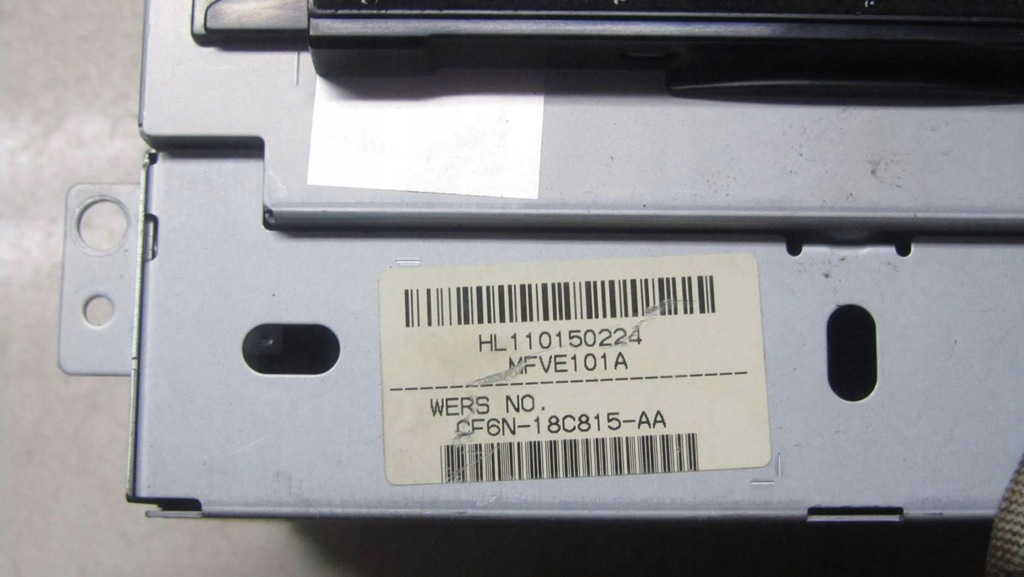 HL110150224
MFVE101A
WERS NO.
CF6N-18C815-AA